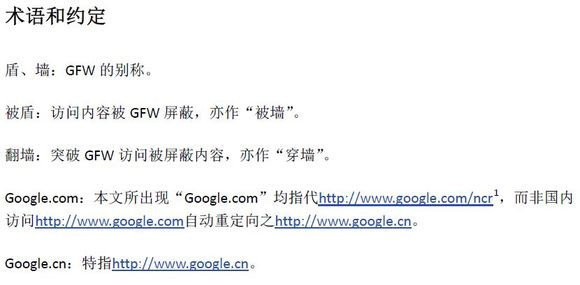 术语和约定
盾、墙：GFW 的别称。
被盾：访问内容被 GFW 屏蔽，亦作“被墙”。
翻墙：突破 GFW 访问被屏蔽内容，亦作“穿墙”。
Google.com：本文所出现“Google.com”均指代http://www.google.com/ncr1，而非国内
访问http://www.google.com自动重定向之http://www.google.cn。
Google.cn：特指http://www.google.cn。